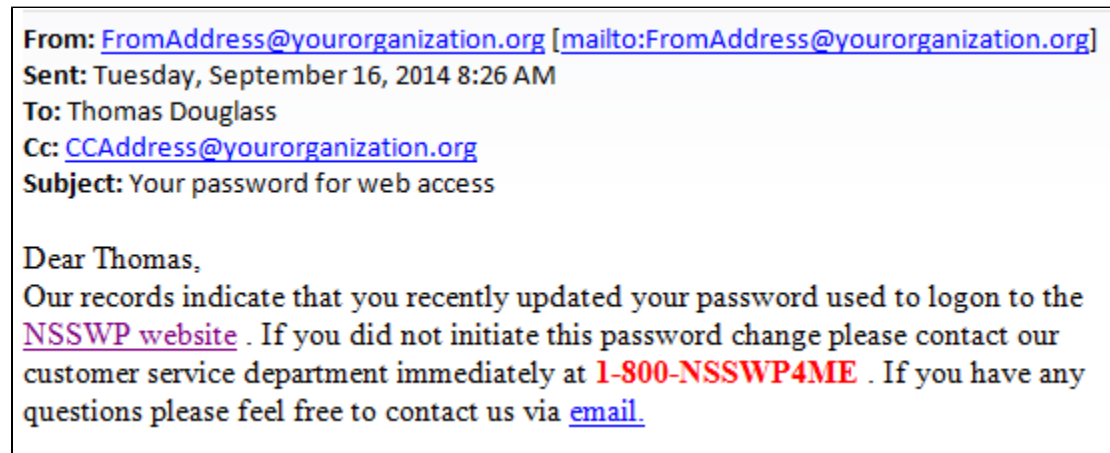 From: FromAddress@yourorganization.org [mailto:FromAddress@yourorganization.org]
Sent: Tuesday, September 16, 2014 8:26 AM
To: Thomas Douglass
Cc: CCAddress@yourorganization.org
Subject: Your password for web access
Dear Thomas,
Our records indicate that you recently updated your password used to logon to the
NSSWP website . If you did not initiate this password change please contact our
customer service department immediately at 1-800-NSSWP4ME . If you have any
questions please feel free to contact us via email.